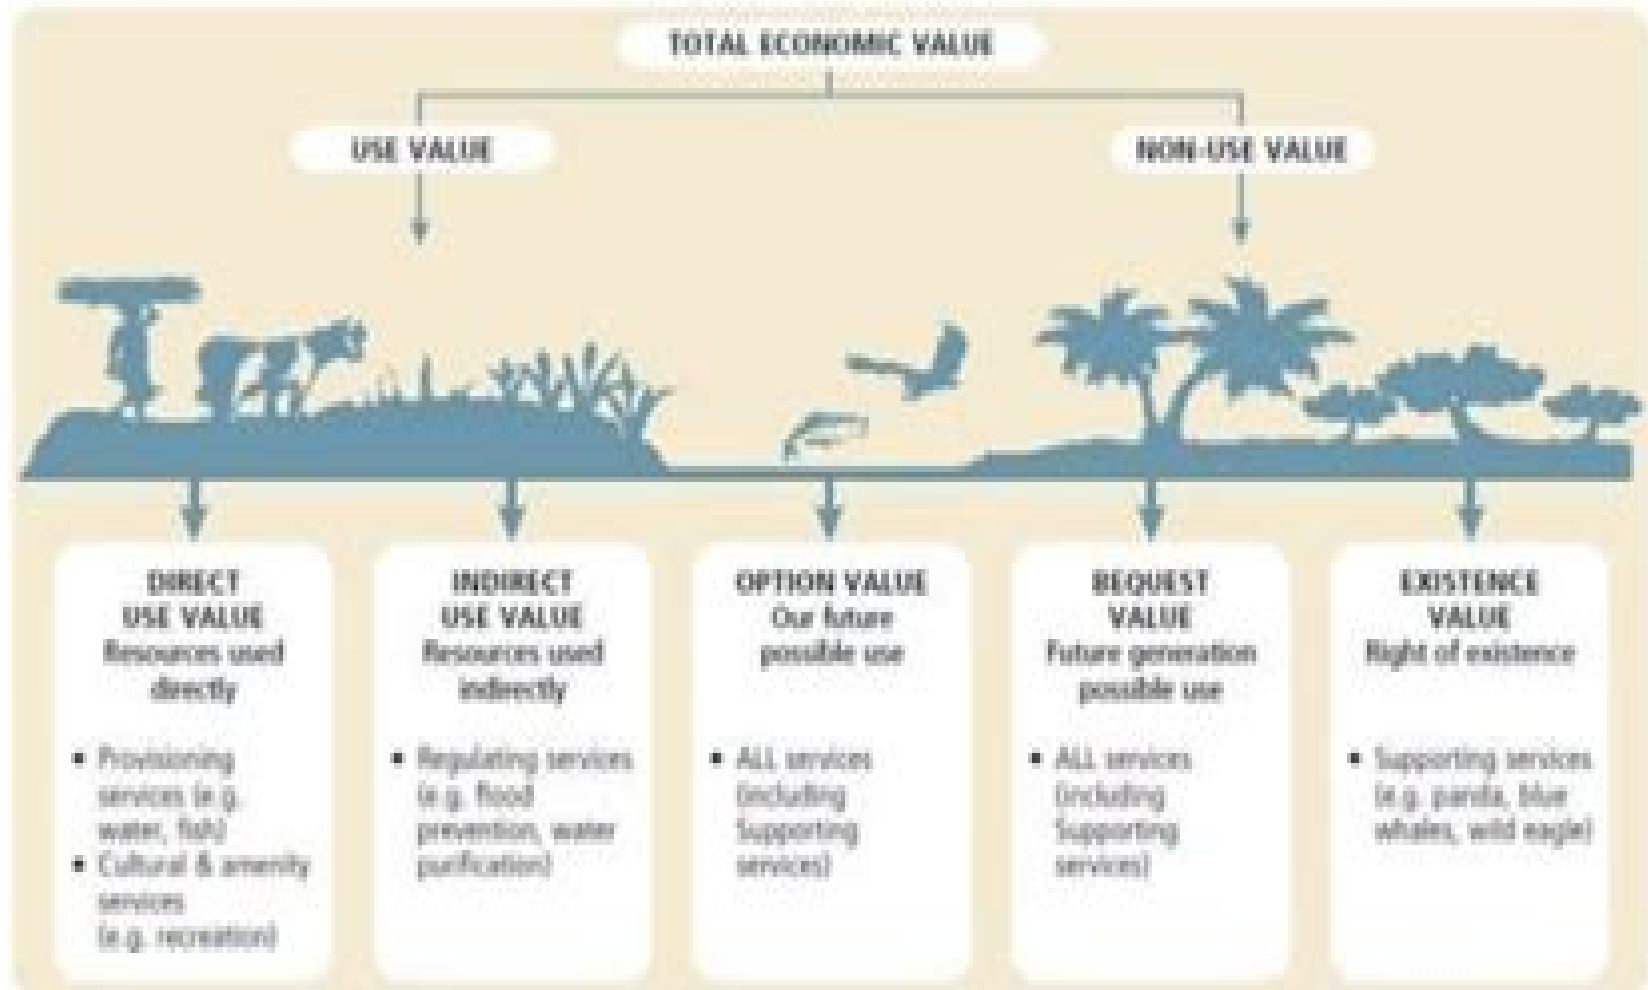 TOTAL ECONOMIC VALUE
USE VALUE
NON-USE VALUE
DIRECT
USE VALUE
Resources used
directly
• Provisioning
services (e.g.
water, fish)
• Cultural & amenity
services
(e.g. recreation)
INDIRECT
USE VALUE
Resources used
indirectly
• Regulating services
(e.g. flood
prevention, water
purification)
OPTION VALUE
Our future
possible use
• ALL services
(including
Supporting
services)
BEQUEST
VALUE
Future generation
possible use
• ALL services
(including
Supporting
services)
EXISTENCE
VALUE
Right of existence
• Supporting services
(e.g. panda, blue
whales, wild eagle)